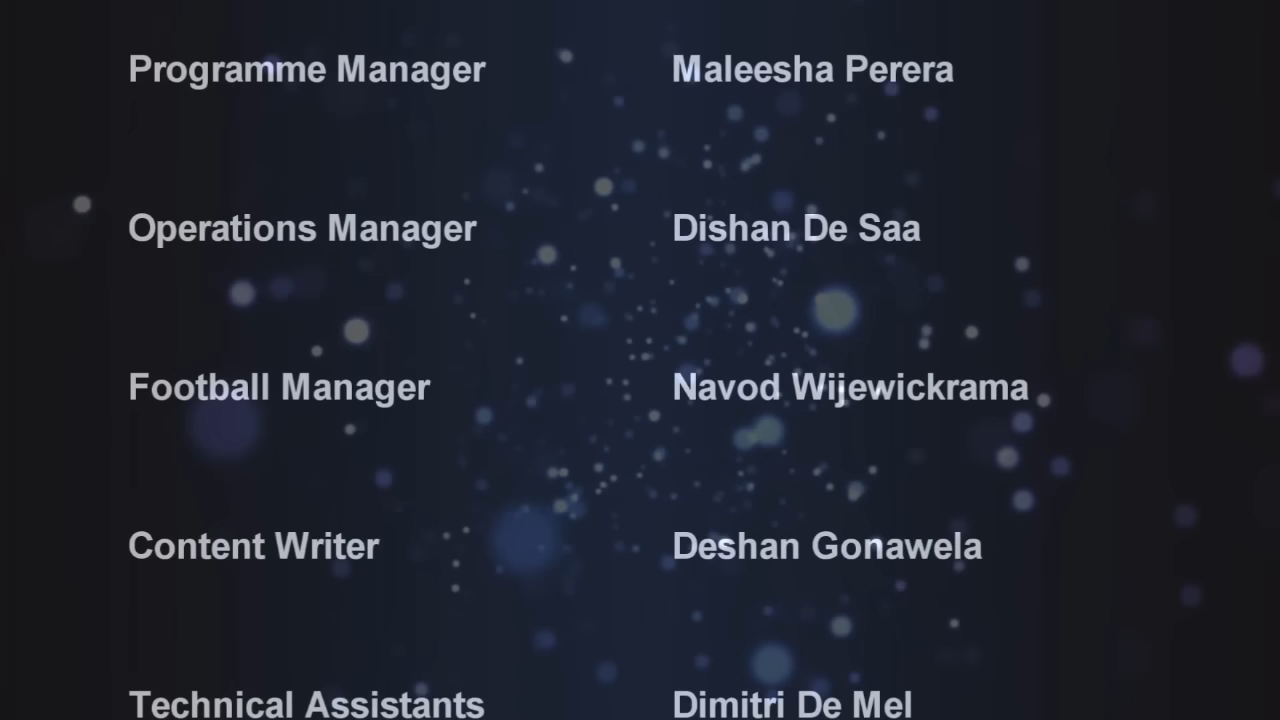 Programme Manager Maleesha Perera
Operations Manager Dishan De Saa
Football Manager Navod Wijewickrama
Content Writer Deshan Gonawela
Technical Assistants Dimitri De Mel